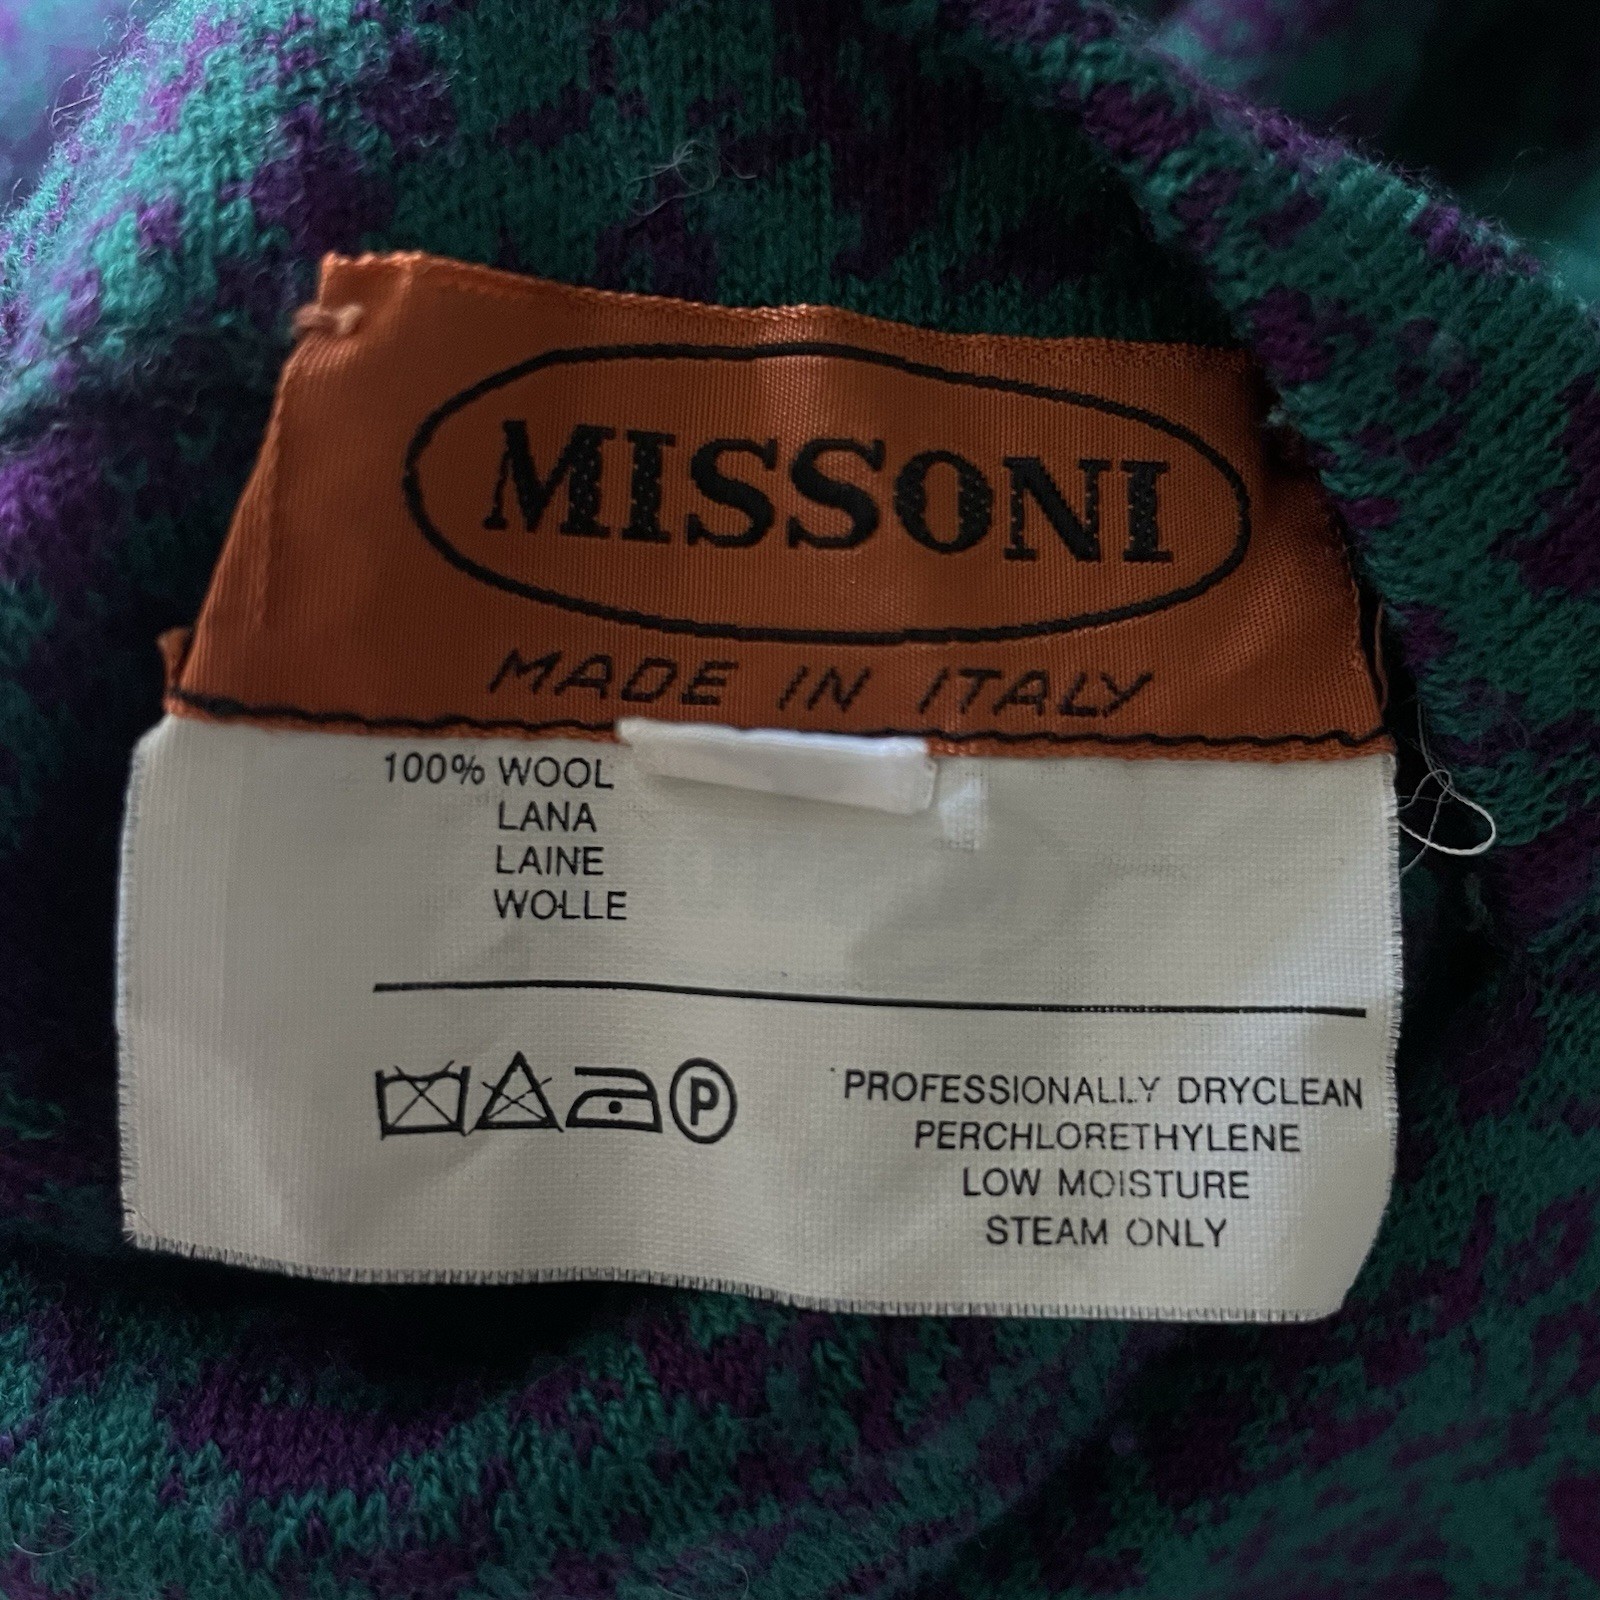 MISSONI
MADE IN ITALY
100% WOOL
LANA
LAINE
WOLLE
P
PROFESSIONALLY DRYCLEAN
PERCHLORETHYLENE
LOW MOISTURE
STEAM ONLY